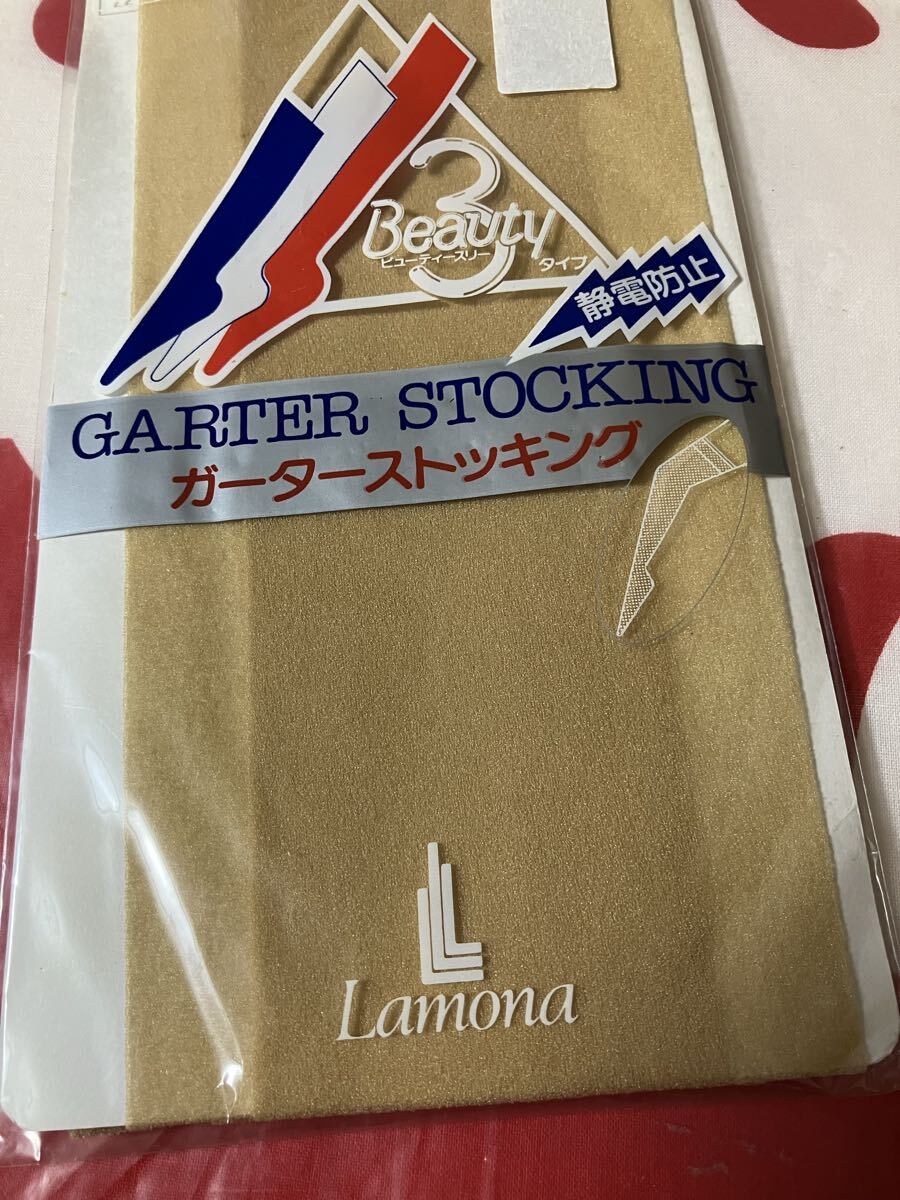 3
Beauty
ビューティースリー
タイプ
静電防止
GARTER STOCKING
ガーターストッキング
Lamona